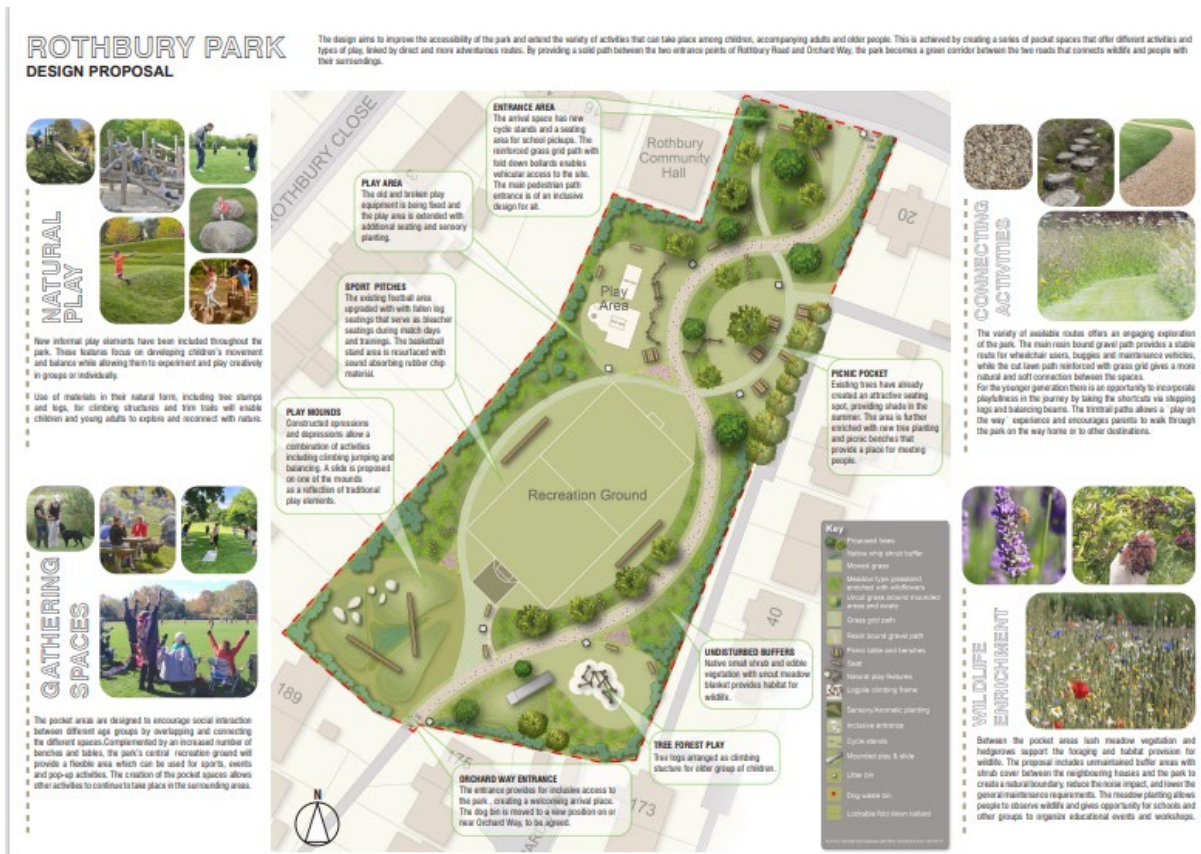 ROTHBURY PARK
DESIGN PROPOSAL
The design aims to improve the accessibility of the park and extend the variety of activities that can take place among children, accompanying adults and older people. This is achieved by creating a series of pocket spaces that offer different activities and
types of play, linked by direct and more adventurous routes. By providing a solid path between the two entrance points of Rothbury Road and Orchard Way, the park becomes a green corridor between the two roads that connects wildlife and people with
their surroundings.
NATURAL
PLAY
New informal play elements have been included throughout the
park. These features focus on developing children's movement
and balance while allowing them to experiment and play creatively
in groups or individually.
Use of materials in their natural form, including tree stumps
and logs, for climbing structures and trim trails will enable
children and young adults to explore and reconnect with nature.
GATHERING
SPACES
The pocket areas are designed to encourage social interaction
between different age groups by overlapping and connecting
the different spaces.Complemented by an increased number of
benches and tables, the park's central recreation ground will
provide a flexible area which can be used for sports, events
and pop-up activities. The creation of the pocket spaces allows
other activities to continue to take place in the surrounding areas.
ROTHBURY CLOSE
16
Rothbury
Community
Hall
20
ENTRANCE AREA
The arrival space has new
cycle stands and a seating
area for school pickups. The
reinforced grass grid path with
fold down bollards enables
vehicular access to the site.
The main pedestrian path
entrance is of an inclusive
design for all.
PLAY AREA
The old and broken play
equipment is being fixed and
the play area is extended with
additional seating and sensory
planting.
Play
Area
SPORT PITCHES
The existing football area
upgraded with with fallen log
seatings that serve as bleacher
seatings during match days
and trainings. The basketball
stand area is resurfaced with
sound absorbing rubber chip
material.
PICNIC POCKET
Existing trees have already
created an attractive seating
spot, providing shade in the
summer. The area is further
enriched with new tree planting
and picnic benches that
provide a place for meeting
people.
PLAY MOUNDS
Constructed opressions
and depressions allow a
combination of activities
including climbing jumping and
balancing. A slide is proposed
on one of the mounds
as a reflection of traditional
play elements.
Recreation Ground
40
UNDISTURBED BUFFERS
Native small shrub and edible
vegetation with uncut meadow
blanket provides habitat for
wildlife.
189
175
173
TREE FOREST PLAY
Tree logs arranged as climbing
stucture for older group of children.
ORCHARD WAY ENTRANCE
The entrance provides for inclusive access to
the park , creating a welcoming arrival place.
The dog bin is moved to a new position on or
near Orchard Way, to be agreed.
N
Key
Proposed trees
Native whip shrub buffer
Mowed grass
Meadow type grassland
enriched with wildflowers
Uncut grass around mounded
areas and swale
Grass grid path
Resin bound gravel path
Picnic table and benches
Seat
Natural play features
Logpile climbing frame
Sensory/Aromatic planting
Inclusive entrance
Cycle stands
Mounted play & slide
Litter bin
Dog waste bin
Lockable fold down bollard
CONNECTING
ACTIVITIES
The variety of available routes offers an engaging exploration
of the park. The main resin bound gravel path provides a stable
route for wheelchair users, buggies and maintenance vehicles,
while the cut lawn path reinforced with grass grid gives a more
natural and soft connection between the spaces.
For the younger generation there is an opportunity to incorporate
playfulness in the journey by taking the shortcuts via stepping
logs and balancing beams. The trimtrail paths allows a ` play on
the way` experience and encourages parents to walk through
the park on the way home or to other destinations.
WILDLIFE
ENRICHMENT
Between the pocket areas lush meadow vegetation and
hedgerows support the foraging and habitat provision for
wildlife. The proposal includes unmaintained buffer areas with
shrub cover between the neighbouring houses and the park to
create a natural boundary, reduce the noise impact, and lower the
general maintenance requirements. The meadow planting allows
people to observe wildlife and gives opportunity for schools and
other groups to organize educational events and workshops.